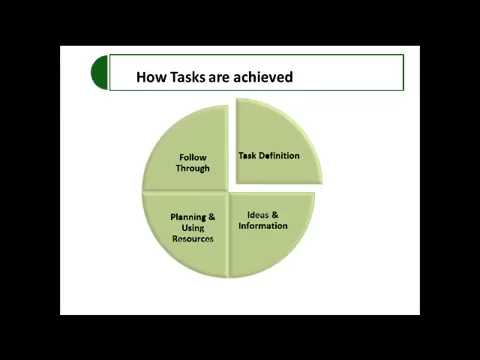 How Tasks are achieved
Follow
Through
Task Definition
Planning &
Using
Resources
Ideas &
Information